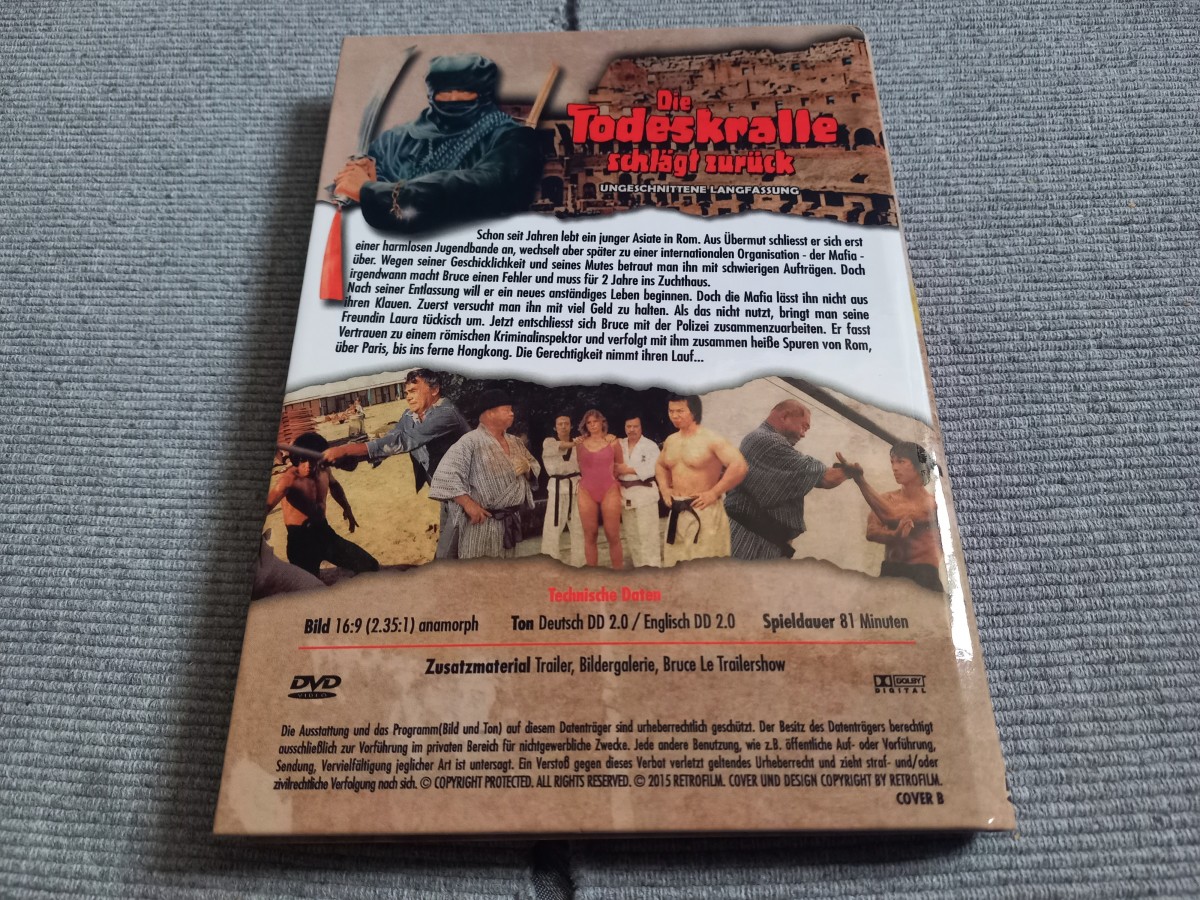 Die
Todeskralle
schlägt zurück
UNGESCHNITTENE LANGFASSUNG
Schon seit Jahren lebt ein junger Asiate in Rom. Aus Übermut schliesst er sich erst
einer harmlosen Jugendbande an, wechselt aber später zu einer internationalen Organisation - der Mafia -
über. Wegen seiner Geschicklichkeit und seines Mutes betraut man ihn mit schwierigen Aufträgen. Doch
irgendwann macht Bruce einen Fehler und muss für 2 Jahre ins Zuchthaus.
Nach seiner Entlassung will er ein neues anständiges Leben beginnen. Doch die Mafia lässt ihn nicht aus
ihren Klauen. Zuerst versucht man ihn mit viel Geld zu halten. Als das nicht nutzt, bringt man seine
Freundin Laura tückisch um. Jetzt entschliesst sich Bruce mit der Polizei zusammenzuarbeiten. Er fasst
Vertrauen zu einem römischen Kriminalinspektor und verfolgt mit ihm zusammen heiße Spuren von Rom,
über Paris, bis ins ferne Hongkong. Die Gerechtigkeit nimmt ihren Lauf...
Technische Daten
Bild 16:9 (2.35:1) anamorph Ton Deutsch DD 2.0 / Englisch DD 2.0 Spieldauer 81 Minuten
Zusatzmaterial Trailer, Bildergalerie, Bruce Le Trailershow
DVD
VIDEO
DOLBY
DIGITAL
Die Ausstattung und das Programm(Bild und Ton) auf diesem Datenträger sind urheberrechtlich geschützt. Der Besitz des Datenträgers berechtigt
ausschließlich zur Vorführung im privaten Bereich für nichtgewerbliche Zwecke. Jede andere Benutzung, wie z.B. öffentliche Auf- oder Vorführung,
Sendung, Vervielfältigung jeglicher Art ist untersagt. Ein Verstoß gegen dieses Verbot verletzt geltendes Urheberrecht und zieht straf- und/oder
zivilrechtliche Verfolgung nach sich. © COPYRIGHT PROTECTED. ALL RIGHTS RESERVED. © 2015 RETROFILM. COVER UND DESIGN COPYRIGHT BY RETROFILM.
COVER B